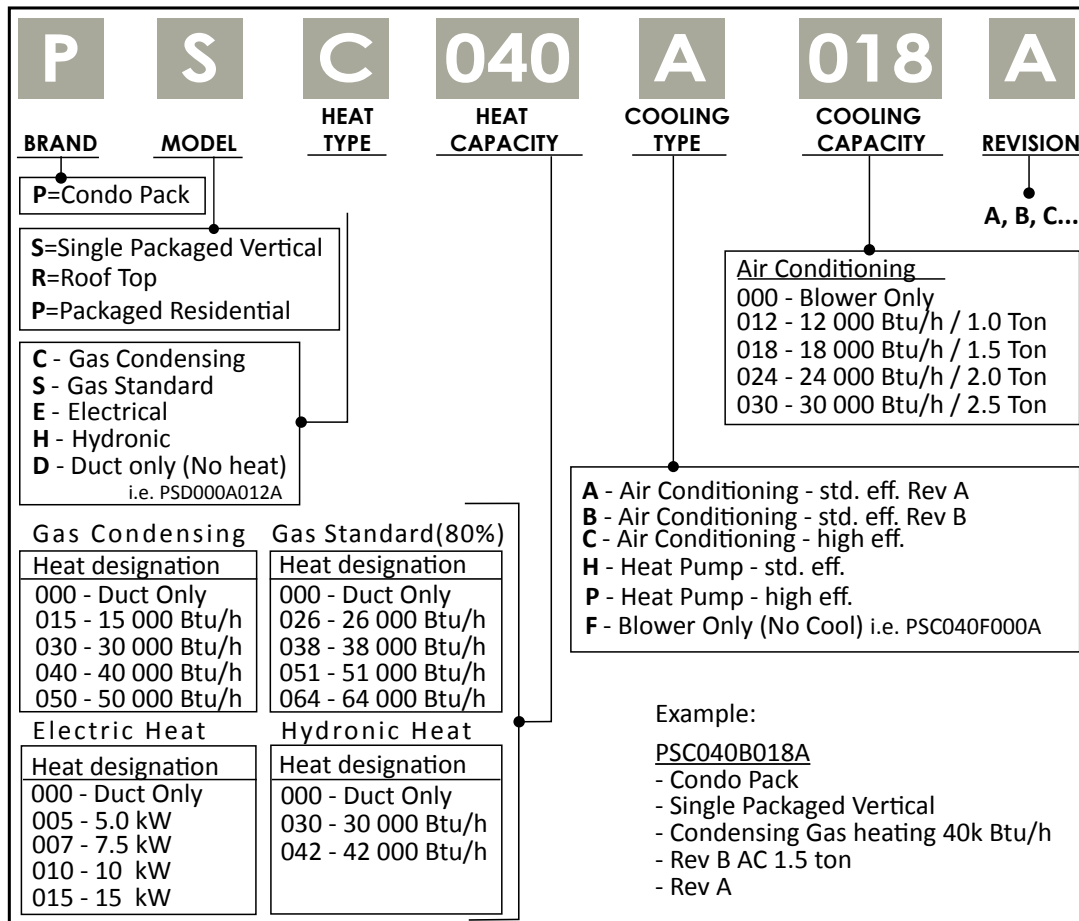 P S C 040 A 018 A
BRAND
MODEL
HEAT
TYPE
HEAT
CAPACITY
COOLING
TYPE
COOLING
CAPACITY
REVISION
P=Condo Pack
A, B, C...
S=Single Packaged Vertical
R=Roof Top
P=Packaged Residential
Air Conditioning
000 - Blower Only
012 - 12 000 Btu/h / 1.0 Ton
018 - 18 000 Btu/h / 1.5 Ton
024 - 24 000 Btu/h / 2.0 Ton
030 - 30 000 Btu/h / 2.5 Ton
C - Gas Condensing
S - Gas Standard
E - Electrical
H - Hydronic
D - Duct only (No heat)
i.e. PSD000A012A
A - Air Conditioning - std. eff. Rev A
B - Air Conditioning - std. eff. Rev B
C - Air Conditioning - high eff.
H - Heat Pump - std. eff.
P - Heat Pump - high eff.
F - Blower Only (No Cool) i.e. PSC040F000A
Gas Condensing
Heat designation
000 - Duct Only
015 - 15 000 Btu/h
030 - 30 000 Btu/h
040 - 40 000 Btu/h
050 - 50 000 Btu/h
Gas Standard(80%)
Heat designation
000 - Duct Only
026 - 26 000 Btu/h
038 - 38 000 Btu/h
051 - 51 000 Btu/h
064 - 64 000 Btu/h
Electric Heat
Heat designation
000 - Duct Only
005 - 5.0 kW
007 - 7.5 kW
010 - 10 kW
015 - 15 kW
Hydronic Heat
Heat designation
000 - Duct Only
030 - 30 000 Btu/h
042 - 42 000 Btu/h
Example:
PSC040B018A
- Condo Pack
- Single Packaged Vertical
- Condensing Gas heating 40k Btu/h
- Rev B AC 1.5 ton
- Rev A